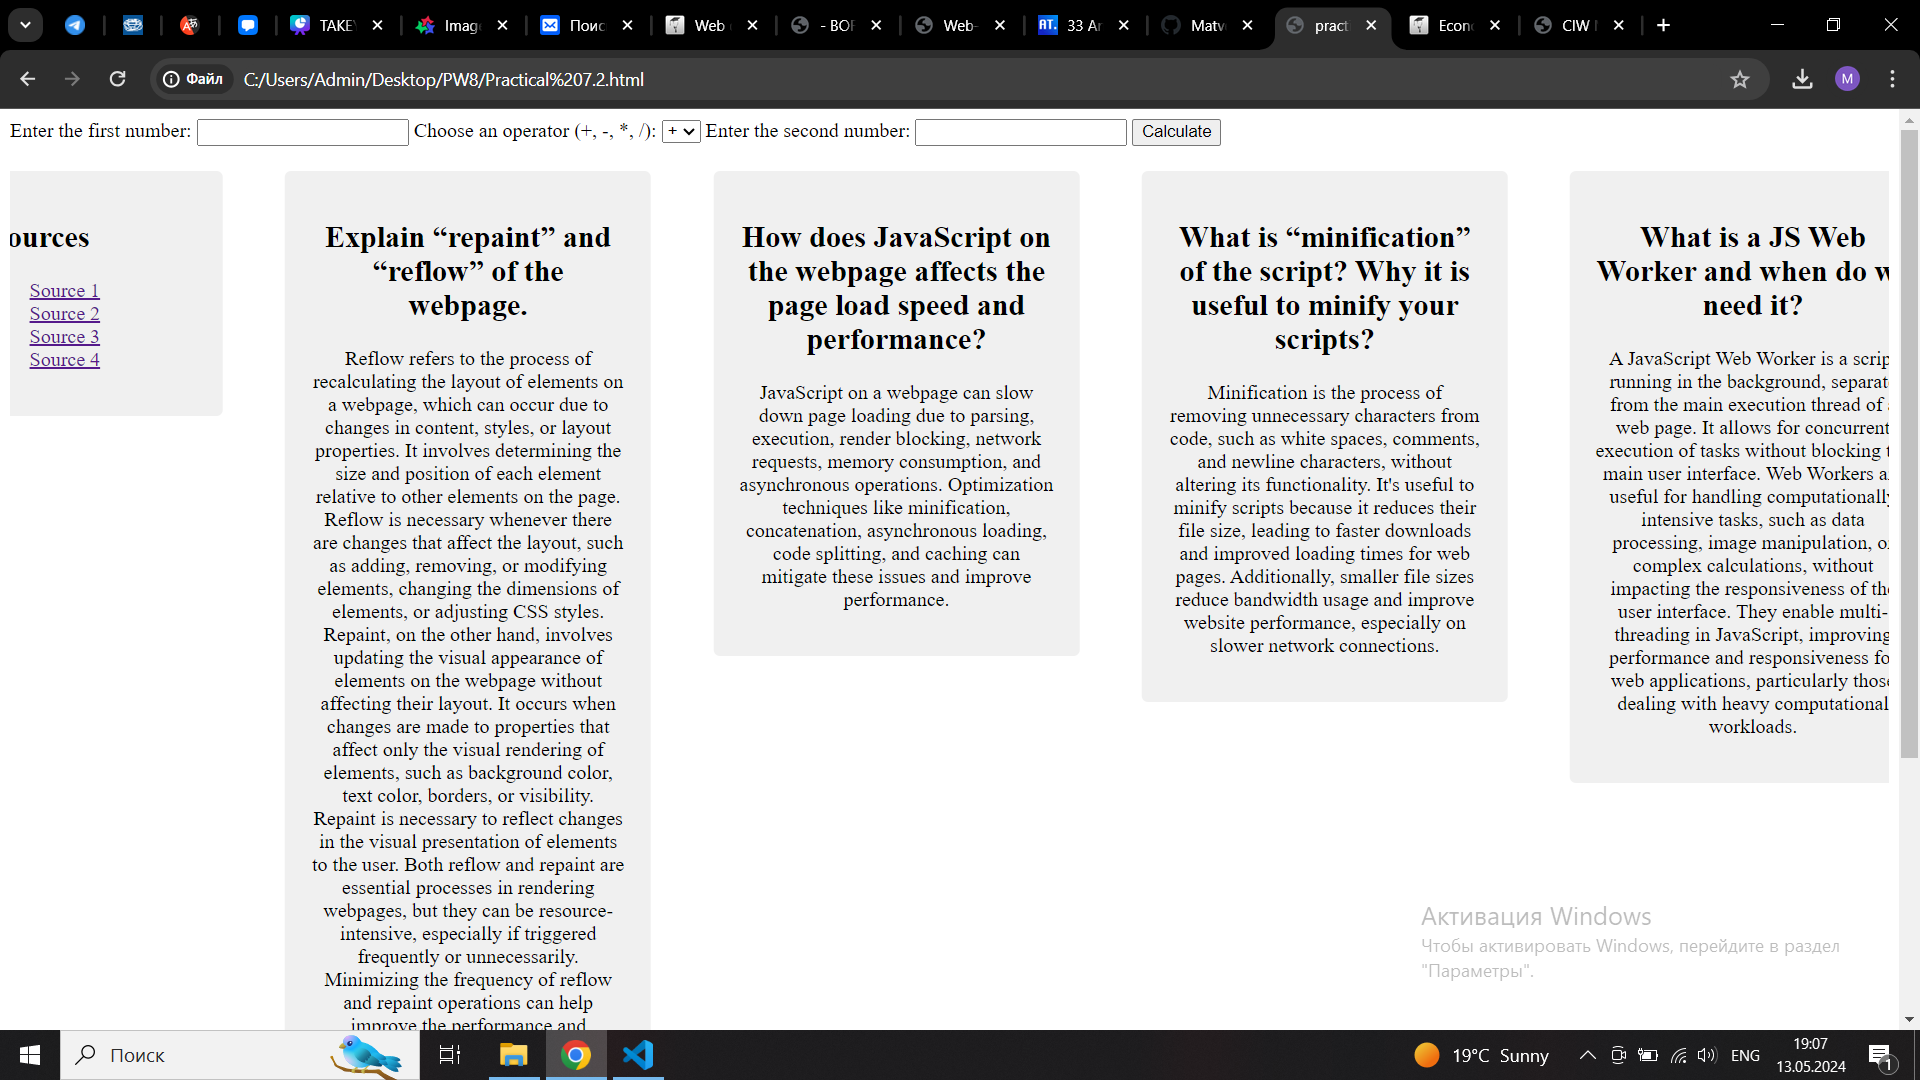 TAKE
Imag
Поис
Web
- BOF
Web-
AT.
33 Ar
Matv
pract
Econ
CIW
Файл
C:/Users/Admin/Desktop/PW8/Practical%207.2.html
M
Enter the first number:
Choose an operator (+, -, *, /):
+
Enter the second number:
Calculate
ources
Source 1
Source 2
Source 3
Source 4
Explain “repaint” and
“reflow” of the
webpage.
Reflow refers to the process of
recalculating the layout of elements on
a webpage, which can occur due to
changes in content, styles, or layout
properties. It involves determining the
size and position of each element
relative to other elements on the page.
Reflow is necessary whenever there
are changes that affect the layout, such
as adding, removing, or modifying
elements, changing the dimensions of
elements, or adjusting CSS styles.
Repaint, on the other hand, involves
updating the visual appearance of
elements on the webpage without
affecting their layout. It occurs when
changes are made to properties that
affect only the visual rendering of
elements, such as background color,
text color, borders, or visibility.
Repaint is necessary to reflect changes
in the visual presentation of elements
to the user. Both reflow and repaint are
essential processes in rendering
webpages, but they can be resource-
intensive, especially if triggered
frequently or unnecessarily.
Minimizing the frequency of reflow
and repaint operations can help
improve the performance and
How does JavaScript on
the webpage affects the
page load speed and
performance?
JavaScript on a webpage can slow
down page loading due to parsing,
execution, render blocking, network
requests, memory consumption, and
asynchronous operations. Optimization
techniques like minification,
concatenation, asynchronous loading,
code splitting, and caching can
mitigate these issues and improve
performance.
What is “minification”
of the script? Why it is
useful to minify your
scripts?
Minification is the process of
removing unnecessary characters from
code, such as white spaces, comments,
and newline characters, without
altering its functionality. It's useful to
minify scripts because it reduces their
file size, leading to faster downloads
and improved loading times for web
pages. Additionally, smaller file sizes
reduce bandwidth usage and improve
website performance, especially on
slower network connections.
What is a JS Web
Worker and when do w
need it?
A JavaScript Web Worker is a scrip
running in the background, separat
from the main execution thread of a
web page. It allows for concurrent
execution of tasks without blocking t
main user interface. Web Workers a
useful for handling computationally
intensive tasks, such as data
processing, image manipulation, or
complex calculations, without
impacting the responsiveness of the
user interface. They enable multi-
threading in JavaScript, improving
performance and responsiveness fo
web applications, particularly those
dealing with heavy computational
workloads.
Активация Windows
Чтобы активировать Windows, перейдите в раздел
"Параметры".
Поиск
19°C Sunny
ENG
19:07
13.05.2024
1